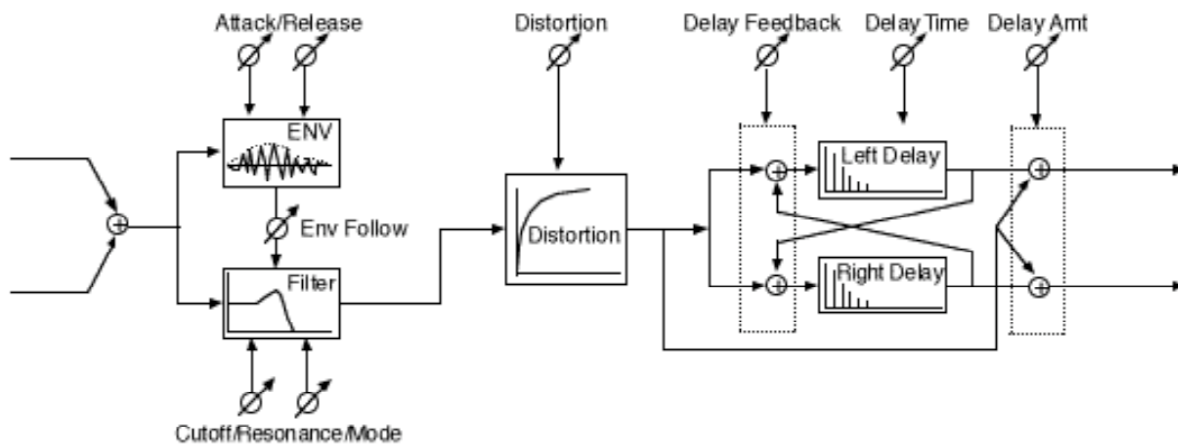 Attack/Release
Distortion
Delay Feedback
Delay Time
Delay Amt
ENV
Left Delay
Env Follow
Distortion
Filter
Right Delay
Cutoff/Resonance/Mode